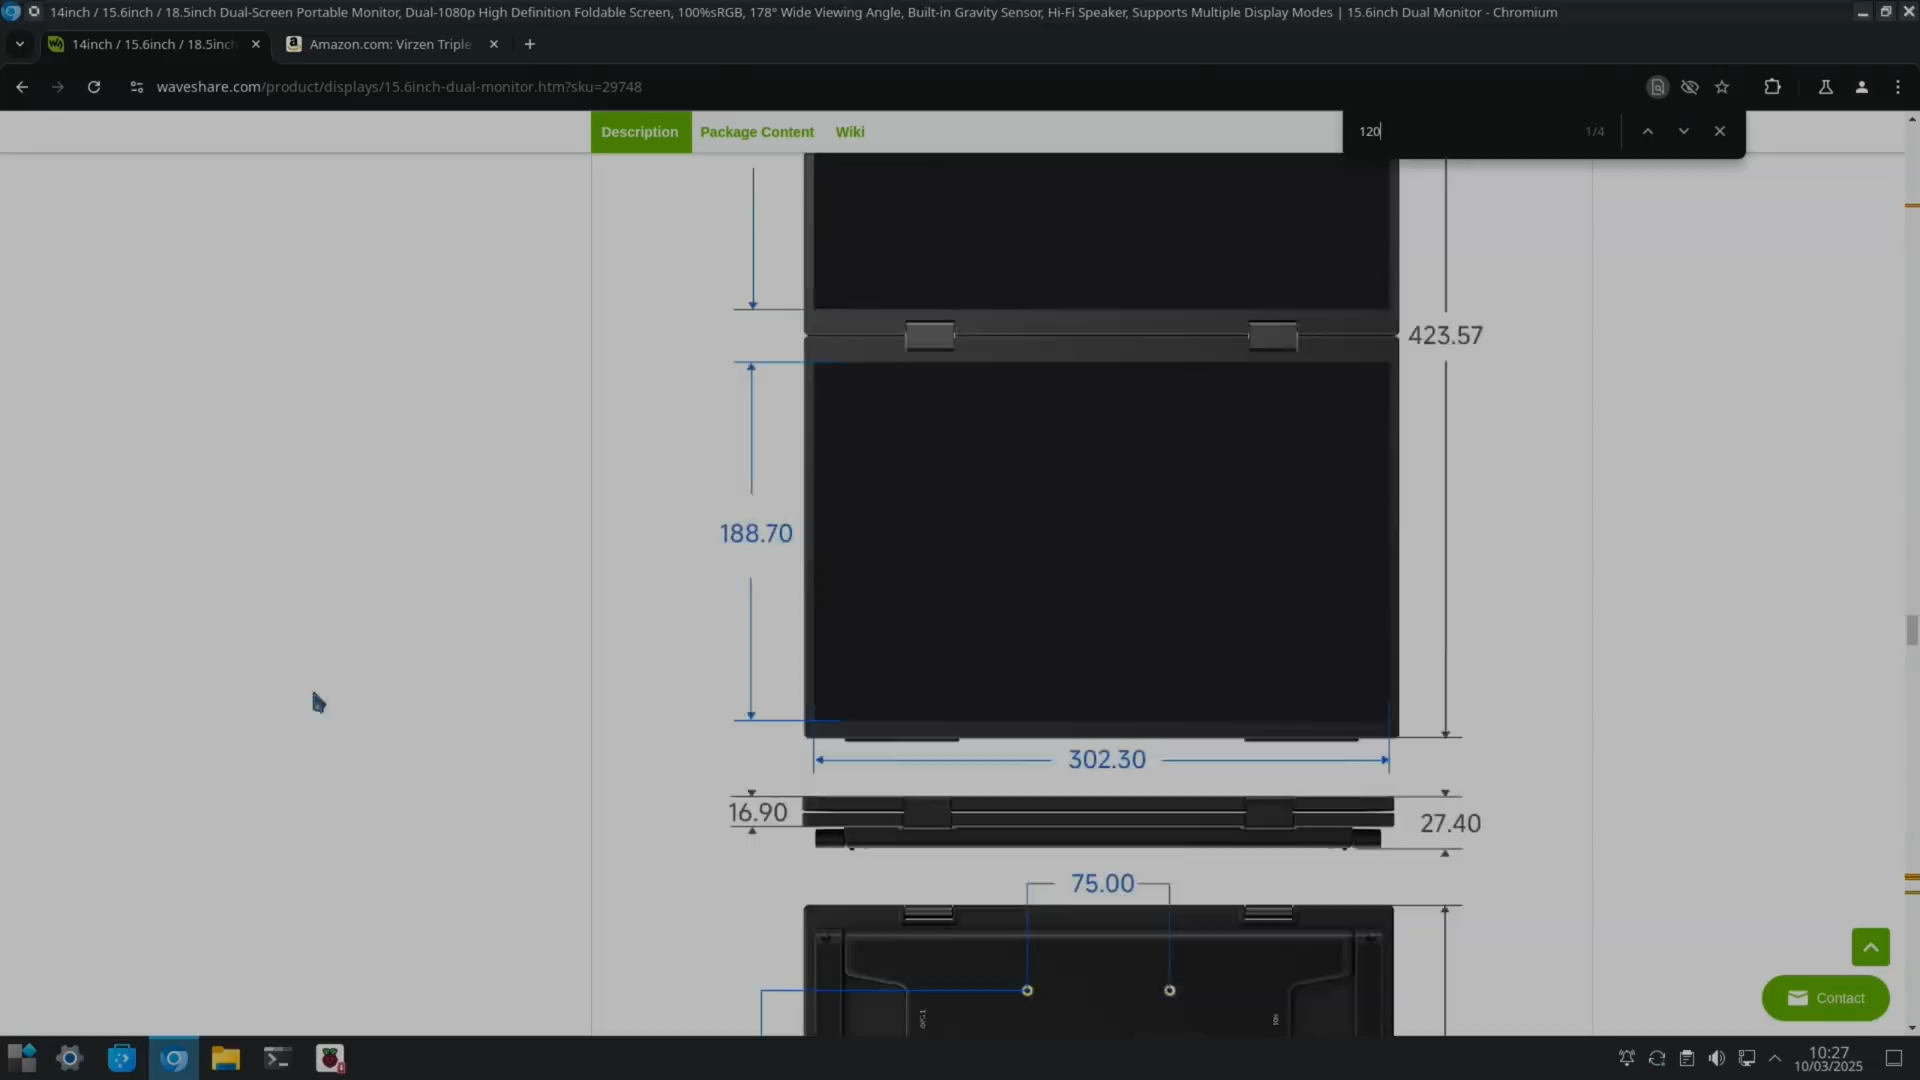 14inch / 15.6inch / 18.5inch Dual-Screen Portable Monitor, Dual-1080p High Definition Foldable Screen, 100%sRGB, 178° Wide Viewing Angle, Built-in Gravity Sensor, Hi-Fi Speaker, Supports Multiple Display Modes | 15.6inch Dual Monitor - Chromium
14inch / 15.6inch / 18.5inch
Amazon.com: Virzen Triple
waveshare.com/product/displays/15.6inch-dual-monitor.htm?sku=29748
Description Package Content Wiki
120 1/4
423.57
188.70
302.30
16.90
27.40
75.00
Contact
10:27
10/03/2025